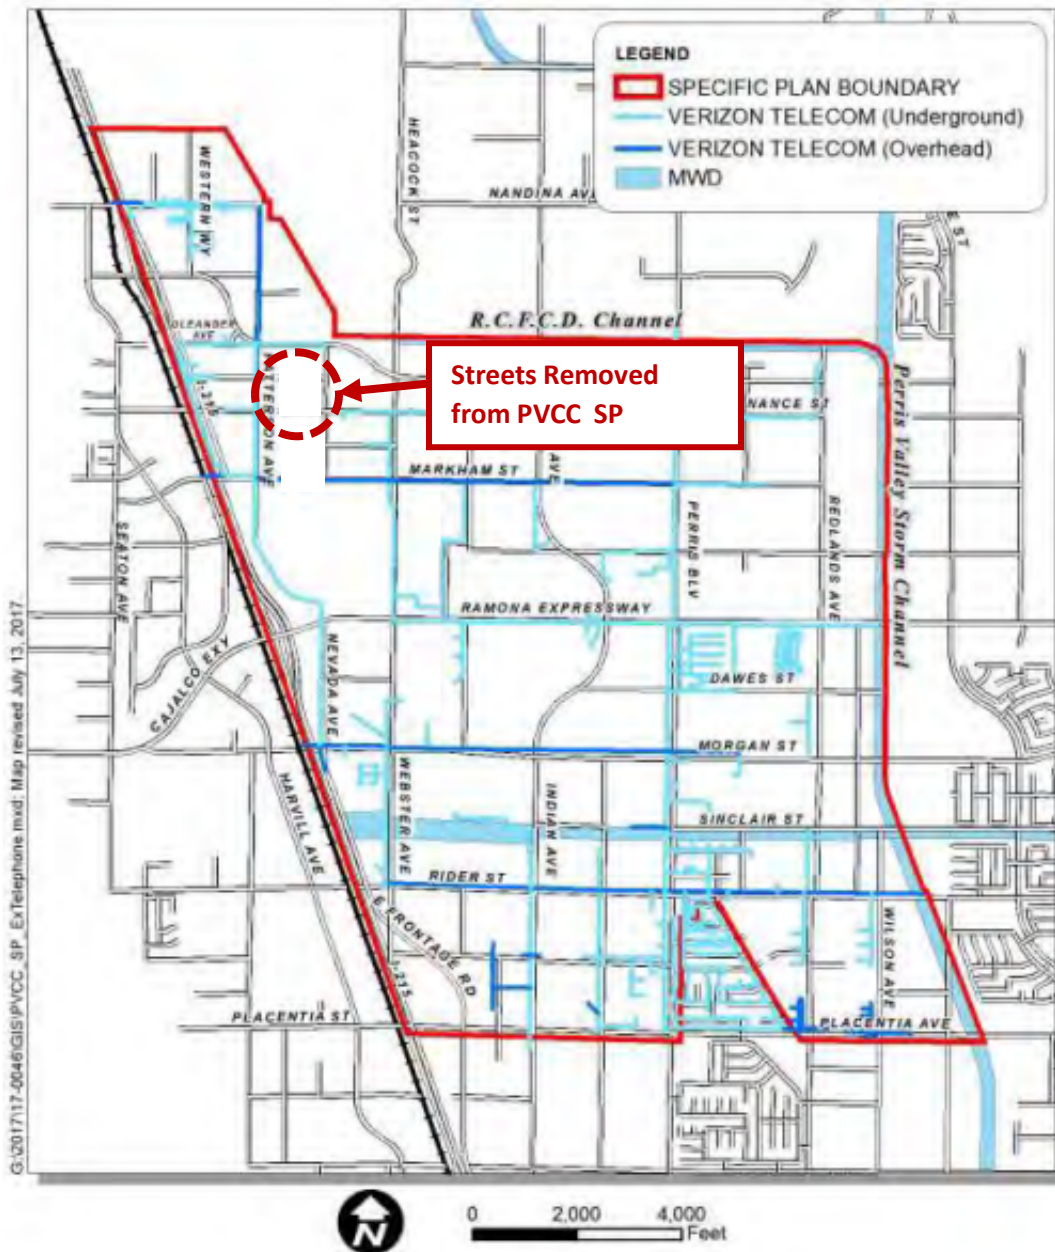 LEGEND
SPECIFIC PLAN BOUNDARY
VERIZON TELECOM (Underground)
VERIZON TELECOM (Overhead)
MWD
HEACOCK ST
WESTERN WY
NANDINA AVE
E ST
OLEANDER
AVE
R.C.F.C.D. Channel
Streets Removed
from PVCC SP
PATTERSON AVE
I-215
NANCE ST
AVE
MARKHAM ST
Perris Valley Storm Channel
SEATON AVE
PERRIS BLV
REDLANDS AVE
RAMONA EXPRESSWAY
NEVADA AVE
CAJALCO EXY
DAWES ST
MORGAN ST
HARVILL AVE
WEBSTER AVE
INDIAN AVE
SINCLAIR ST
RIDER ST
E FRONTAGE RD
WILSON AVE
I-215
PLACENTIA ST
PLACENTIA AVE
G:\2017\17-0046\GIS\PVCC_SP_ExTelephone.mxd; Map revised July 13, 2017.
N
0 2,000 4,000
Feet